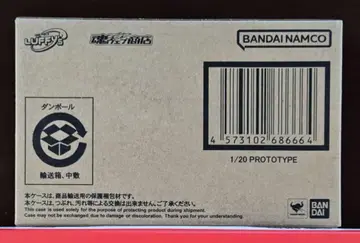 LUFFY's
魂ウェブ商店
BANDAI NAMCO
4 573102 686664
1/20 PROTOTYPE
ダンボール
輸送箱、中敷
本ケースは、商品輸送用の保護梱包材です。
本ケースは、つぶれ、汚れ等による交換は出来ません。ご了承ください。
This case is used solely for the purpose of protecting product during shipment.
Case may not be exchanged due to damage or discoloration. Thank you for your understanding
BAN
DAI